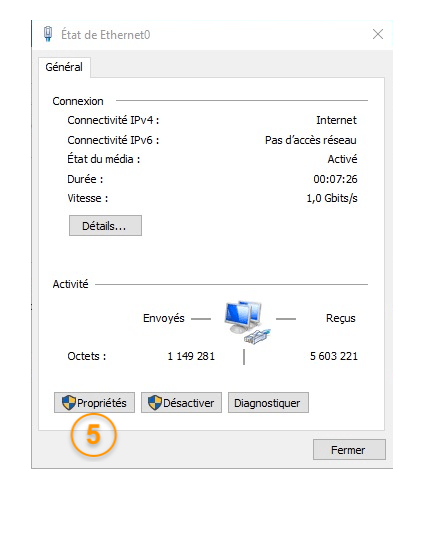 État de Ethernet0
Général
Connexion
Connectivité IPv4 : Internet
Connectivité IPv6 : Pas d'accès réseau
État du média : Activé
Durée : 00:07:26
Vitesse : 1,0 Gbits/s
Détails...
Activité
Envoyés Reçus
Octets : 1 149 281 5 603 221
Propriétés Désactiver Diagnostiquer
5
Fermer